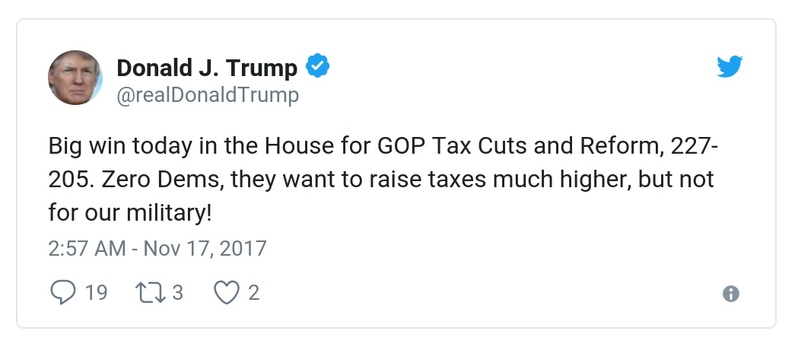 Donald J. Trump
@realDonaldTrump
Big win today in the House for GOP Tax Cuts and Reform, 227-
205. Zero Dems, they want to raise taxes much higher, but not
for our military!
2:57 AM - Nov 17, 2017
19 3 2